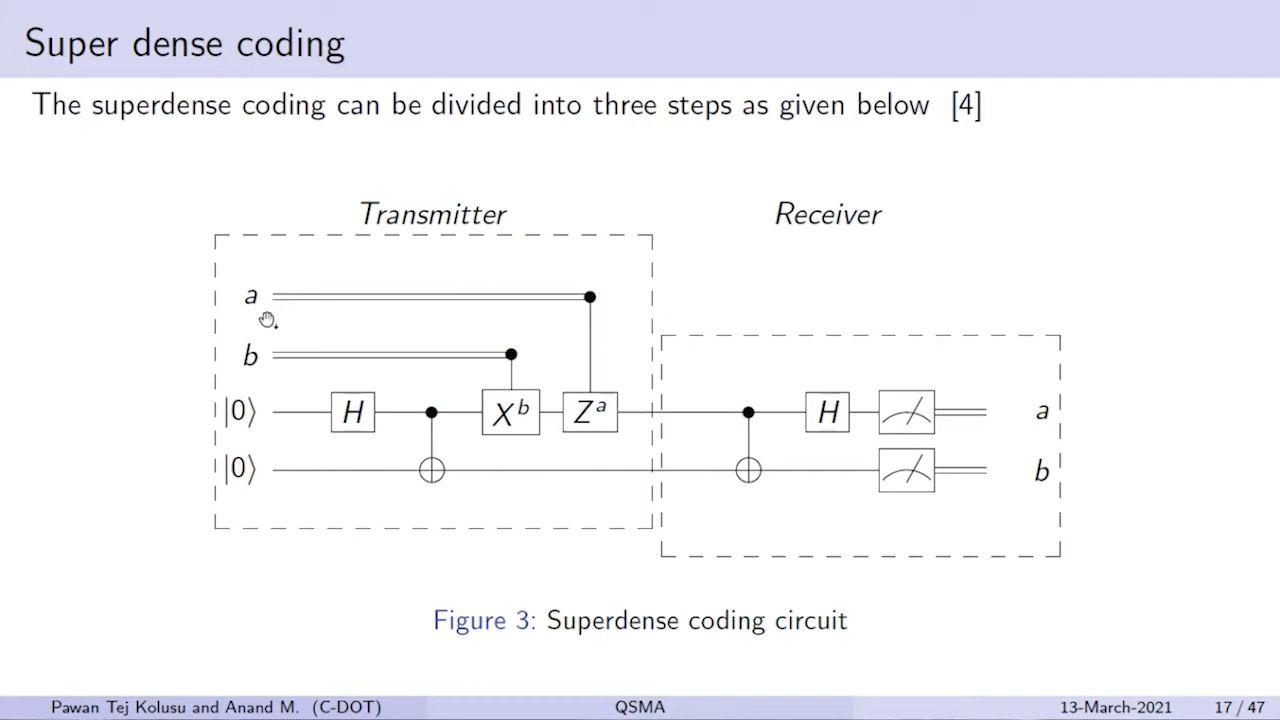 Super dense coding
The superdense coding can be divided into three steps as given below [4]
Transmitter Receiver
a
b
|0⟩ H X^b Z^a H a
|0⟩ b
Figure 3: Superdense coding circuit
Pawan Tej Kolusu and Anand M. (C-DOT) QSMA 13-March-2021 17 / 47